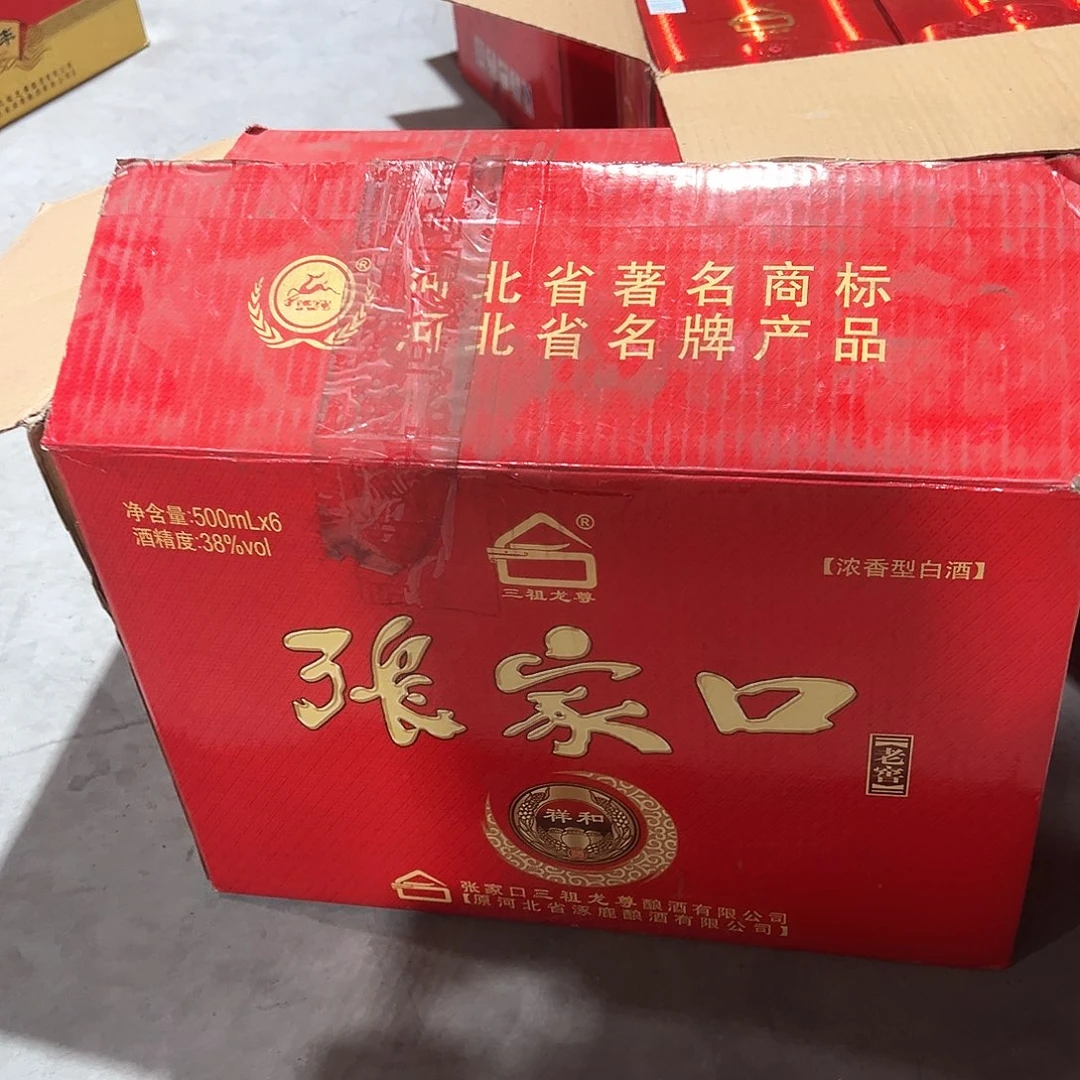 河北省著名商标
河北省名牌产品
净含量:500mLx6
酒精度:38%vol
®
三祖龙尊
【浓香型白酒】
張家口
【老窖】
祥和
张家口三祖龙尊酿酒有限公司
【原河北省涿鹿酿酒有限公司】